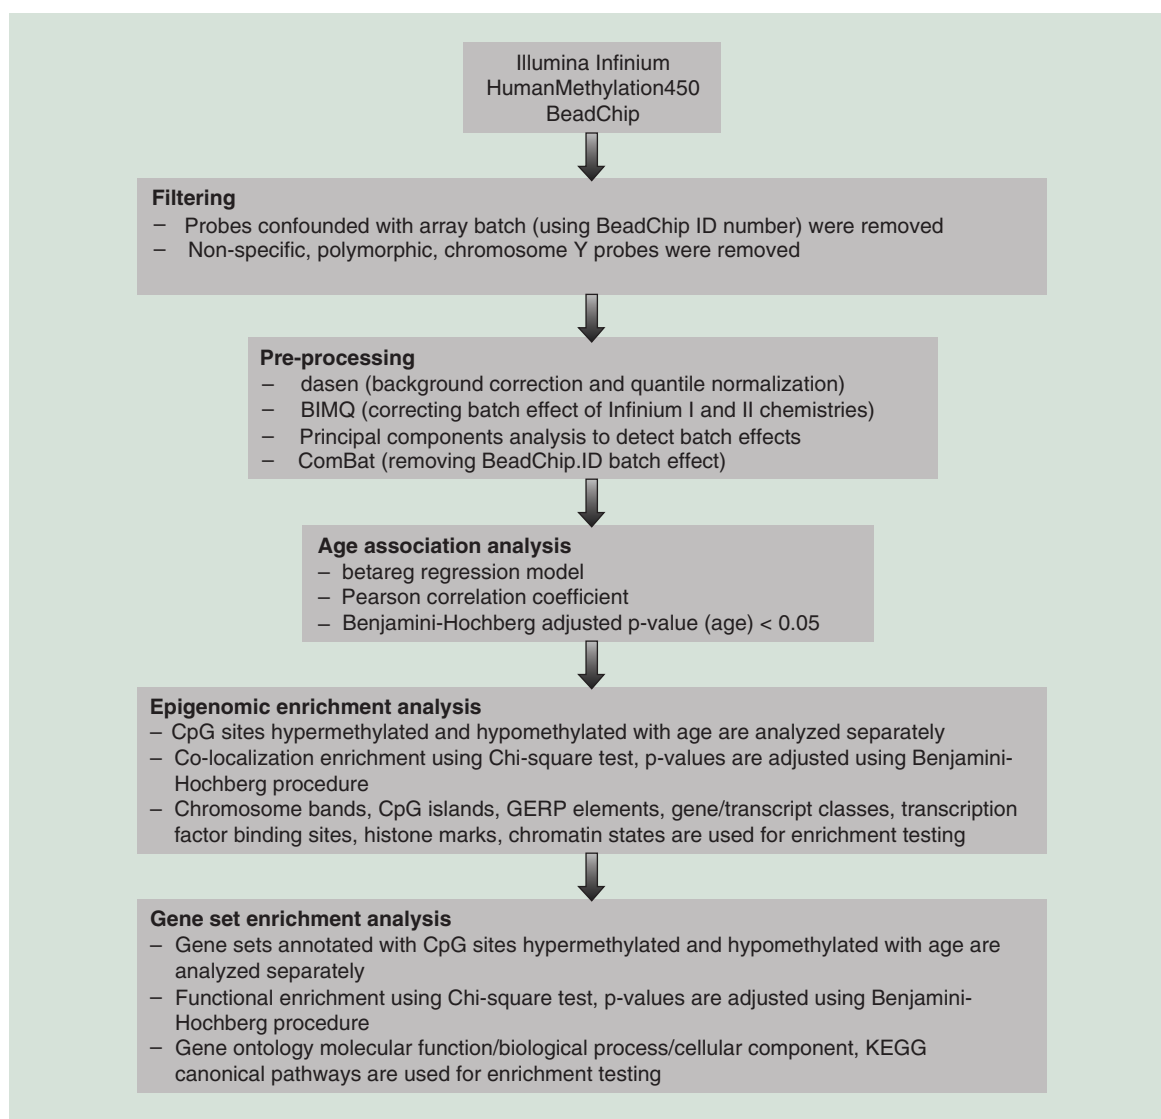 Illumina Infinium
HumanMethylation450
BeadChip
Filtering
– Probes confounded with array batch (using BeadChip ID number) were removed
– Non-specific, polymorphic, chromosome Y probes were removed
Pre-processing
– dasen (background correction and quantile normalization)
– BIMQ (correcting batch effect of Infinium I and II chemistries)
– Principal components analysis to detect batch effects
– ComBat (removing BeadChip.ID batch effect)
Age association analysis
– betareg regression model
– Pearson correlation coefficient
– Benjamini-Hochberg adjusted p-value (age) < 0.05
Epigenomic enrichment analysis
– CpG sites hypermethylated and hypomethylated with age are analyzed separately
– Co-localization enrichment using Chi-square test, p-values are adjusted using Benjamini-
Hochberg procedure
– Chromosome bands, CpG islands, GERP elements, gene/transcript classes, transcription
factor binding sites, histone marks, chromatin states are used for enrichment testing
Gene set enrichment analysis
– Gene sets annotated with CpG sites hypermethylated and hypomethylated with age are
analyzed separately
– Functional enrichment using Chi-square test, p-values are adjusted using Benjamini-
Hochberg procedure
– Gene ontology molecular function/biological process/cellular component, KEGG
canonical pathways are used for enrichment testing